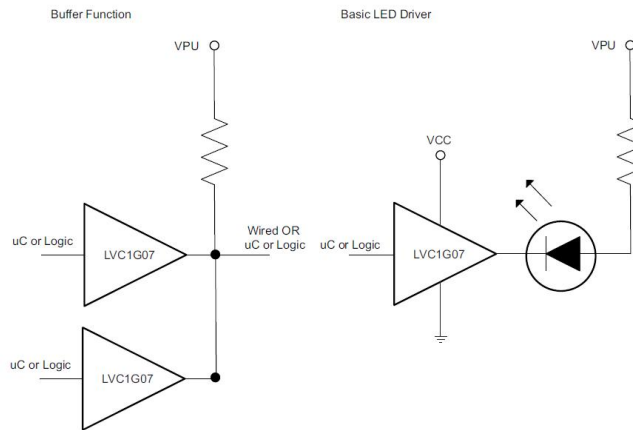 Buffer Function
Basic LED Driver
VPU
VPU
VCC
uC or Logic
LVC1G07
Wired OR
uC or Logic
uC or Logic
LVC1G07
uC or Logic
LVC1G07